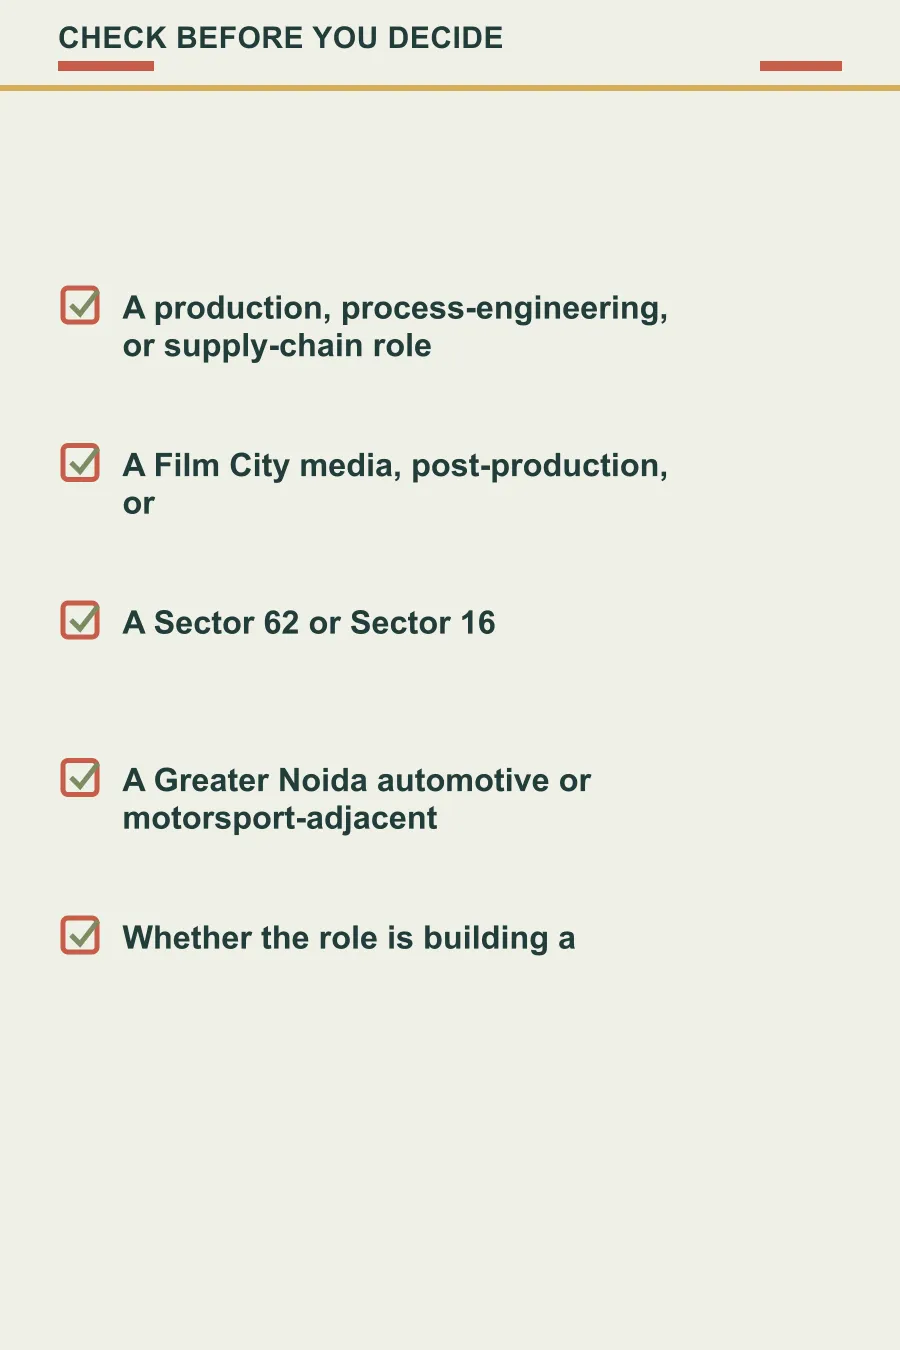 CHECK BEFORE YOU DECIDE
A production, process-engineering,
or supply-chain role
A Film City media, post-production,
or
A Sector 62 or Sector 16
A Greater Noida automotive or
motorsport-adjacent
Whether the role is building a